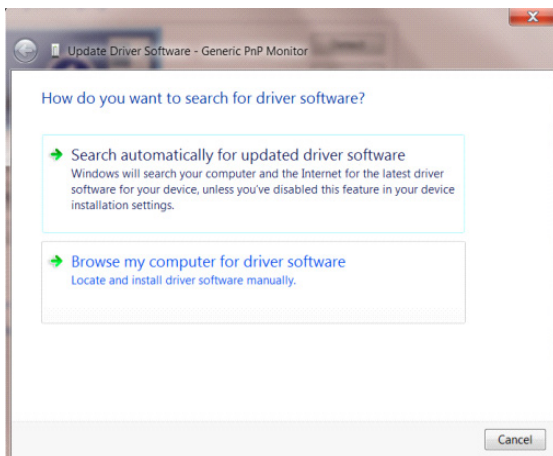 Update Driver Software - Generic PnP Monitor
How do you want to search for driver software?
Search automatically for updated driver software
Windows will search your computer and the Internet for the latest driver
software for your device, unless you've disabled this feature in your device
installation settings.
Browse my computer for driver software
Locate and install driver software manually.
Cancel